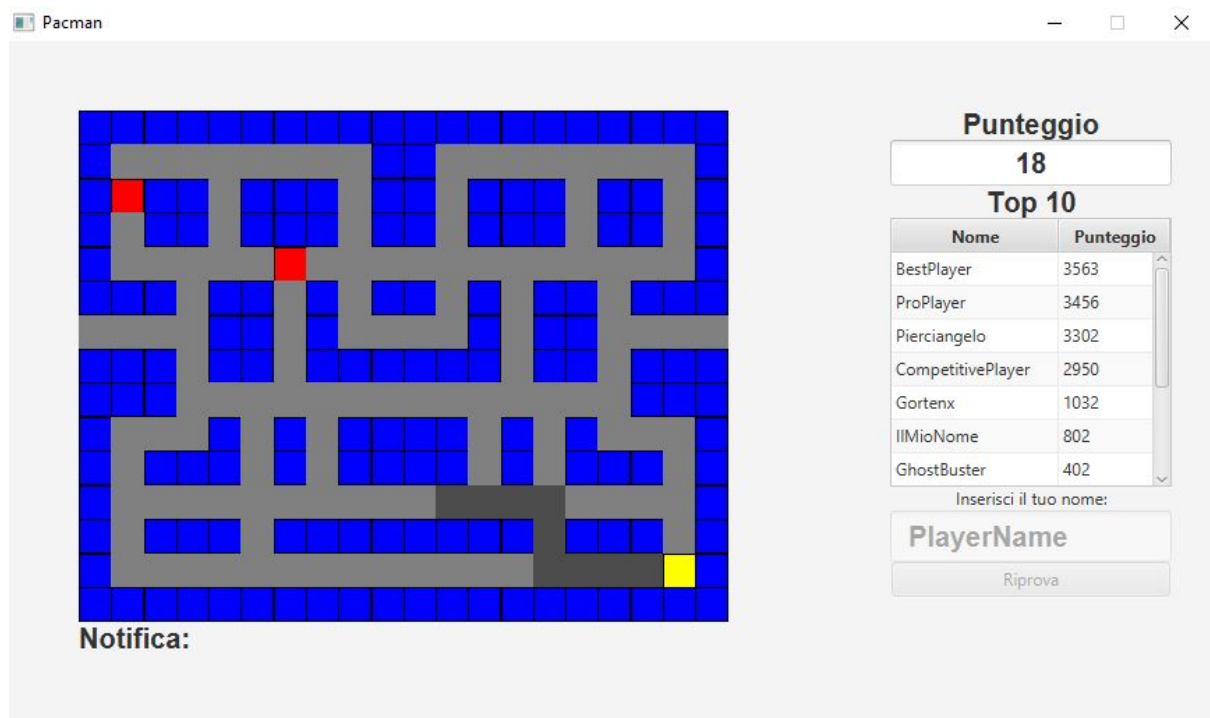 Pacman
Punteggio
18
Top 10
Nome Punteggio
BestPlayer 3563
ProPlayer 3456
Pierciangelo 3302
CompetitivePlayer 2950
Gortenx 1032
IlMioNome 802
GhostBuster 402
Inserisci il tuo nome:
PlayerName
Riprova
Notifica: